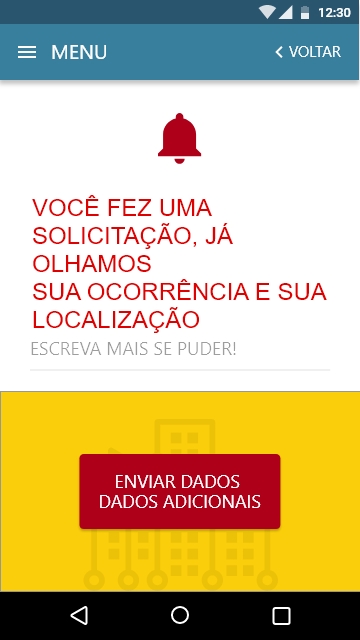 12:30
MENU
VOLTAR
VOCÊ FEZ UMA
SOLICITAÇÃO, JÁ
OLHAMOS
SUA OCORRÊNCIA E SUA
LOCALIZAÇÃO
ESCREVA MAIS SE PUDER!
ENVIAR DADOS
DADOS ADICIONAIS